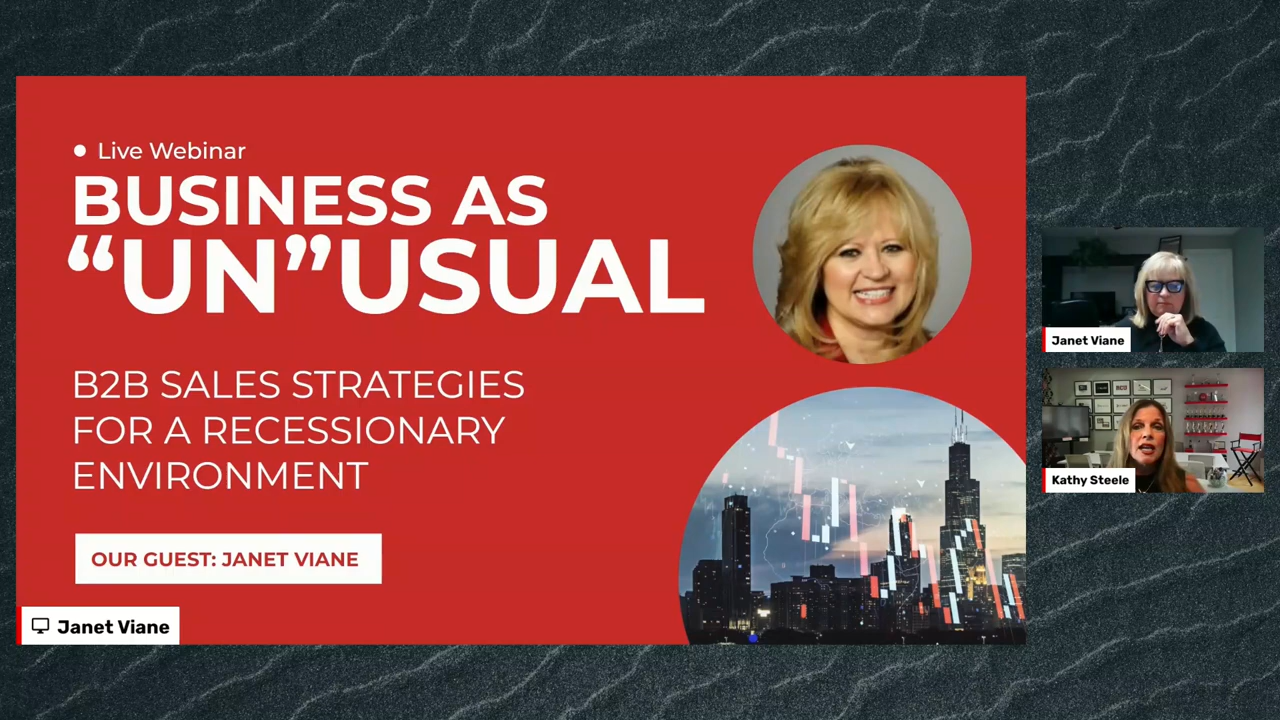 Live Webinar
BUSINESS AS
“UN”USUAL
B2B SALES STRATEGIES
FOR A RECESSIONARY
ENVIRONMENT
OUR GUEST: JANET VIANE
Janet Viane
Janet Viane
RCO
Kathy Steele